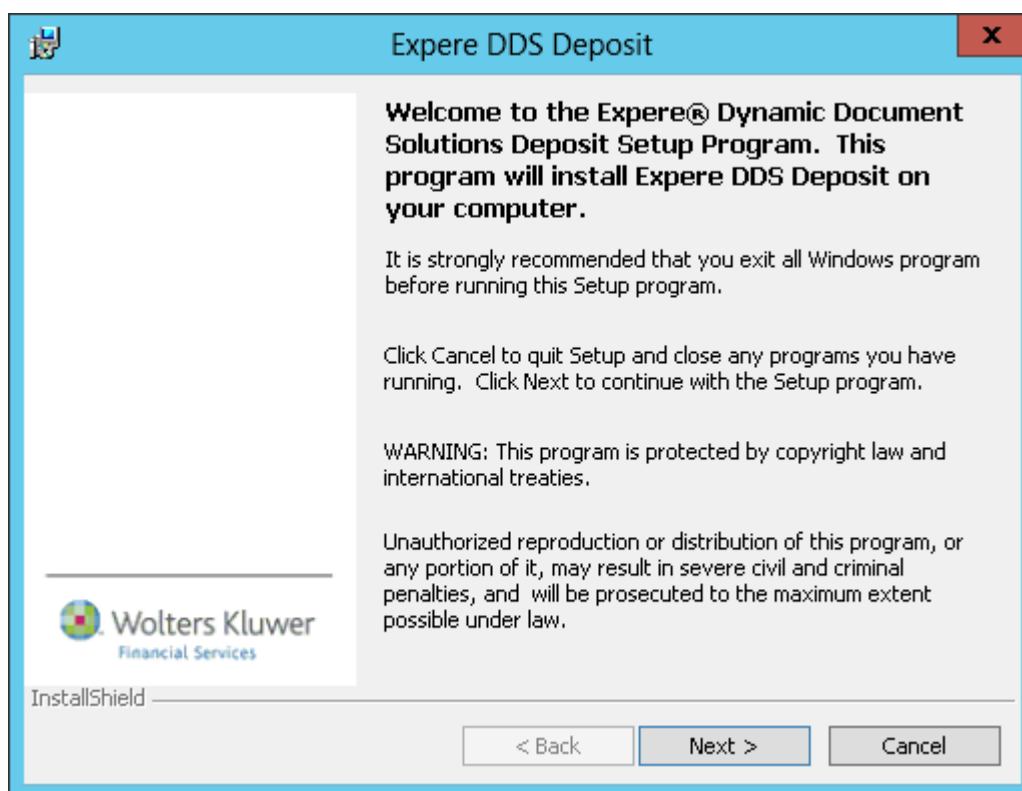 Expere DDS Deposit
x
Welcome to the Expere® Dynamic Document
Solutions Deposit Setup Program. This
program will install Expere DDS Deposit on
your computer.
It is strongly recommended that you exit all Windows program
before running this Setup program.
Click Cancel to quit Setup and close any programs you have
running. Click Next to continue with the Setup program.
WARNING: This program is protected by copyright law and
international treaties.
Unauthorized reproduction or distribution of this program, or
any portion of it, may result in severe civil and criminal
penalties, and will be prosecuted to the maximum extent
possible under law.
Wolters Kluwer
Financial Services
InstallShield
< Back
Next >
Cancel